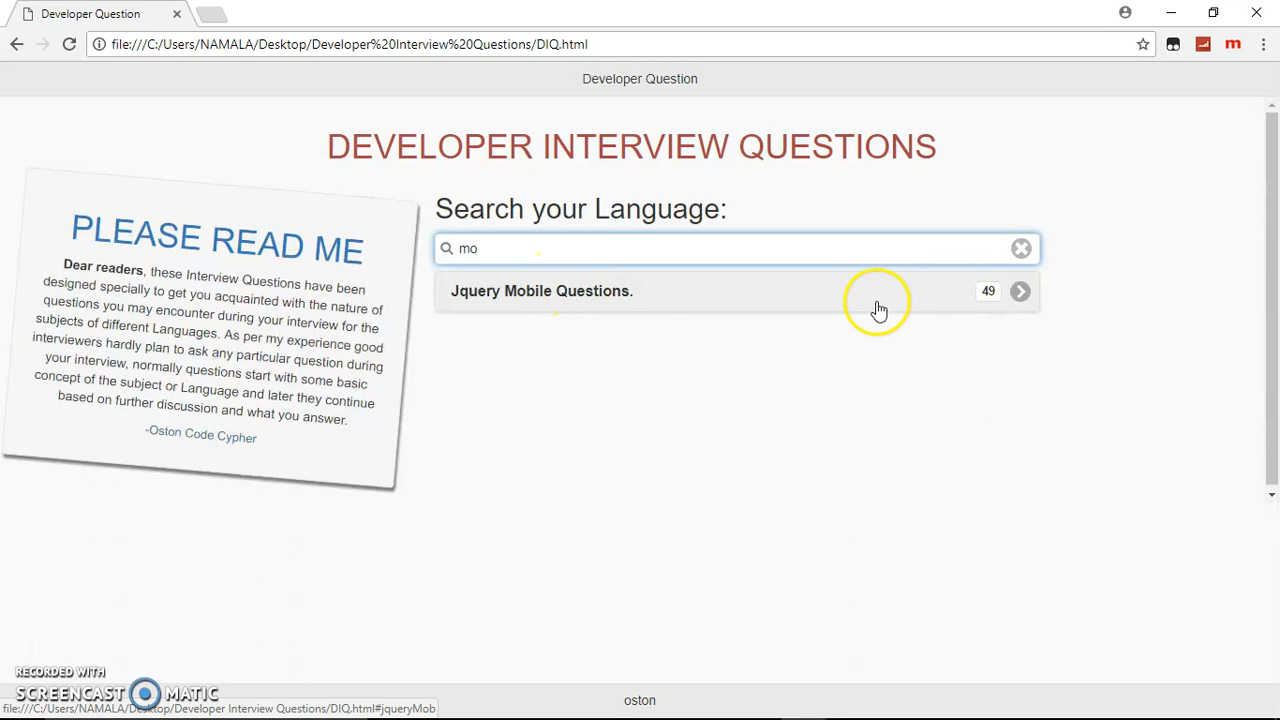 Developer Question
file:///C:/Users/NAMALA/Desktop/Developer%20Interview%20Questions/DIQ.html
m
Developer Question
DEVELOPER INTERVIEW QUESTIONS
PLEASE READ ME
Dear readers, these Interview Questions have been
designed specially to get you acquainted with the nature of
questions you may encounter during your interview for the
subjects of different Languages. As per my experience good
interviewers hardly plan to ask any particular question during
your interview, normally questions start with some basic
concept of the subject or Language and later they continue
based on further discussion and what you answer.
-Oston Code Cypher
Search your Language:
mo
Jquery Mobile Questions. 49
RECORDED WITH
SCREENCAST MATIC
file:///C:/Users/NAMALA/Desktop/Developer Interview Questions/DIQ.html#jqueryMob
oston